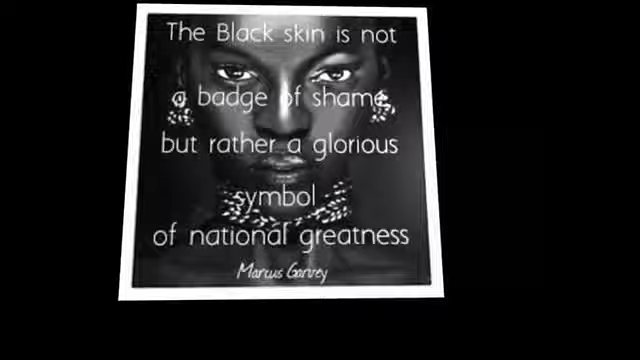 The Black skin is not
a badge of shame
but rather a glorious
symbol
of national greatness
Marcus Garvey